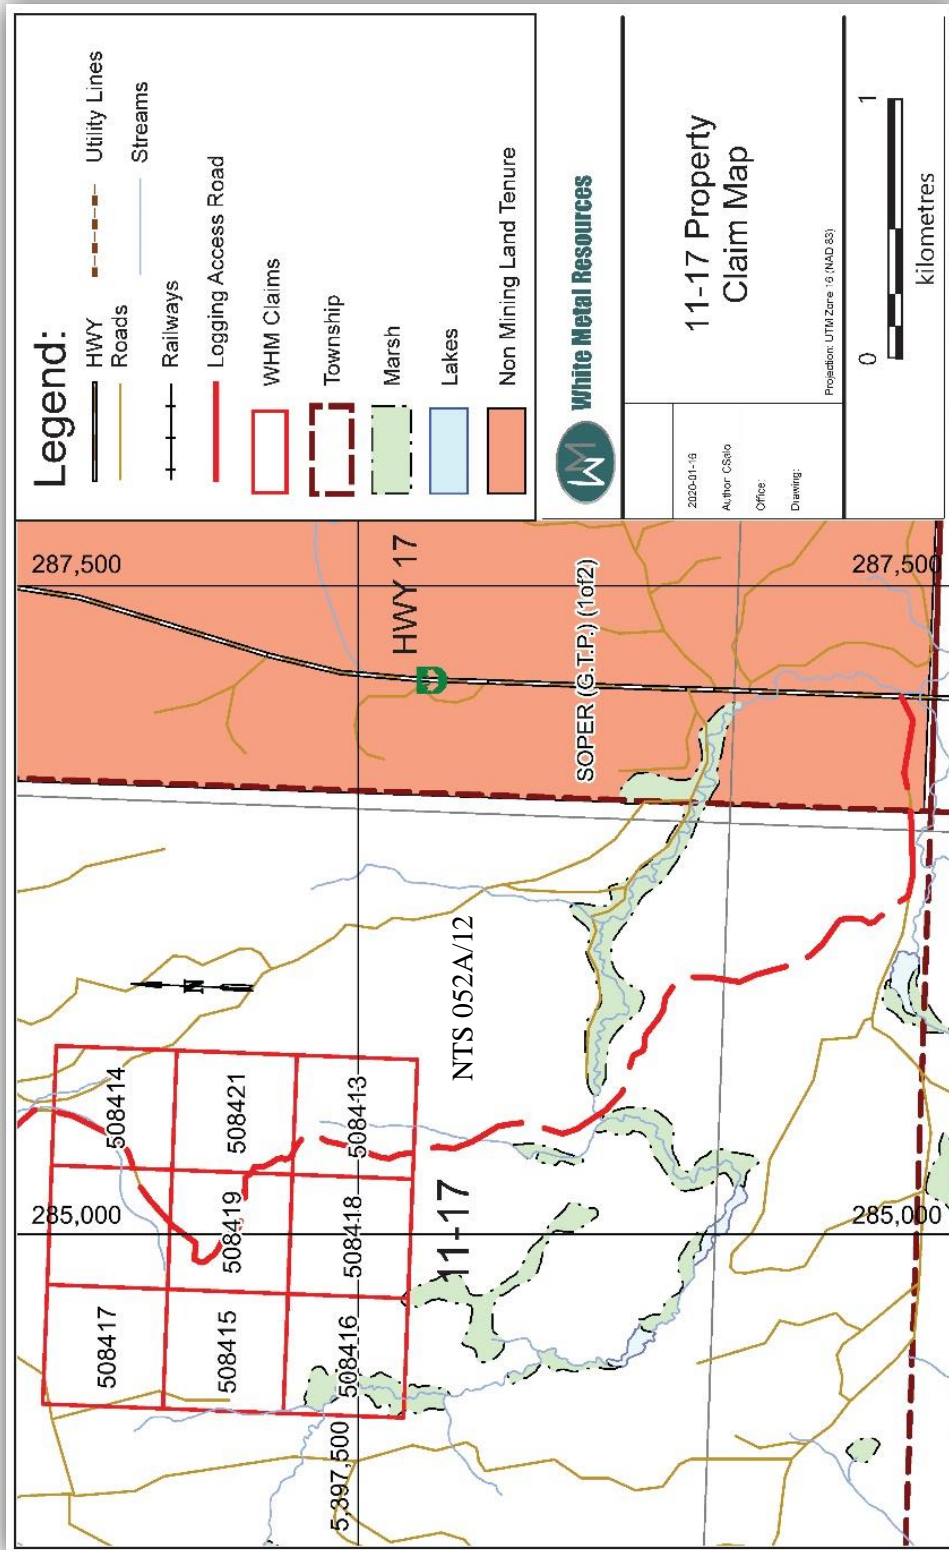 Legend:
HWY
Utility Lines
Roads
Streams
Railways
Logging Access Road
WHM Claims
Township
Marsh
Lakes
Non Mining Land Tenure
WM White Metal Resources
11-17 Property
Claim Map
2020-01-16
Author: CSalo
Office:
Drawing:
Projection: UTM Zone 16 (NAD 83)
0 1
kilometres
287,500
287,500
HWY 17
SOPER (G.T.P.) (1of2)
N
NTS 052A/12
508414
508421
508413
285,000
508419
508418
11-17
285,000
508417
508415
508416
5,397,500